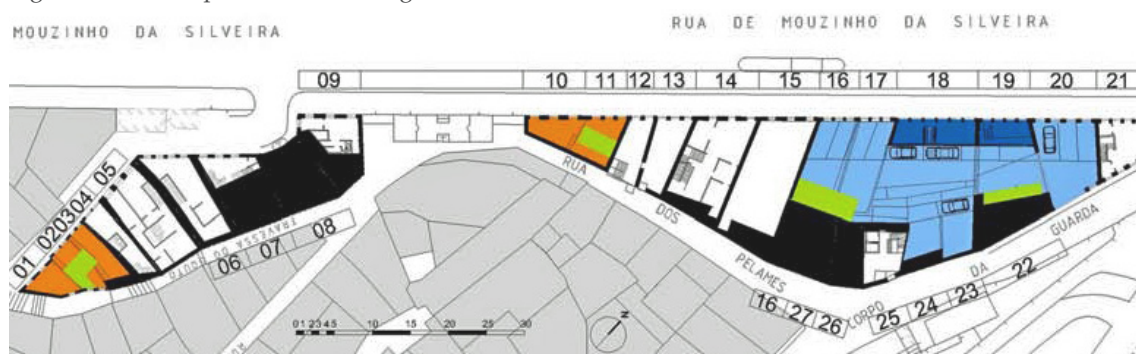 MOUZINHO DA SILVEIRA
RUA DE MOUZINHO DA SILVEIRA
09
10 11 12 13 14 15 16 17 18 19 20 21
01 02 03 04 05
RUA
DOS
PELAMES
TRAVESSA DO SOUTO
06 07 08
CORPO
DA
GUARDA
16 27 26
25 24 23 22
0 1 2 3 4 5 10 15 20 25 30
N